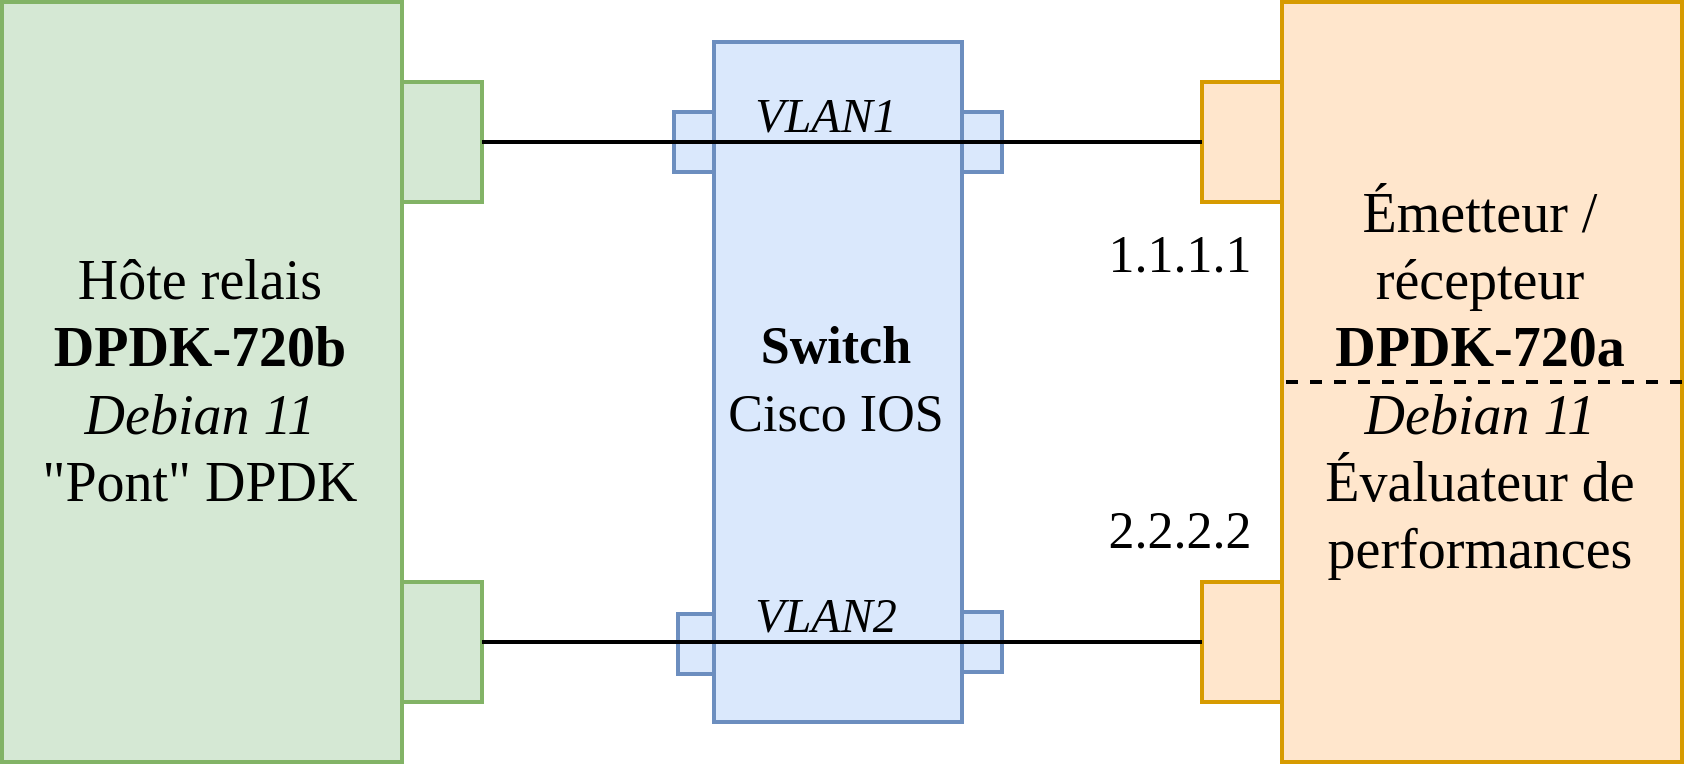 Hôte relais
DPDK-720b
Debian 11
"Pont" DPDK
VLAN1
Switch
Cisco IOS
VLAN2
1.1.1.1
2.2.2.2
Émetteur /
récepteur
DPDK-720a
Debian 11
Évaluateur de
performances